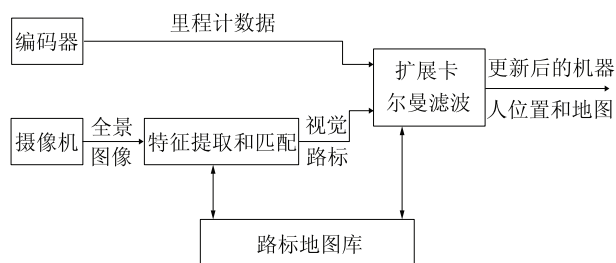 编码器
里程计数据
扩展卡
尔曼滤波
更新后的机器
人位置和地图
摄像机
全景
图像
特征提取和匹配
视觉
路标
路标地图库